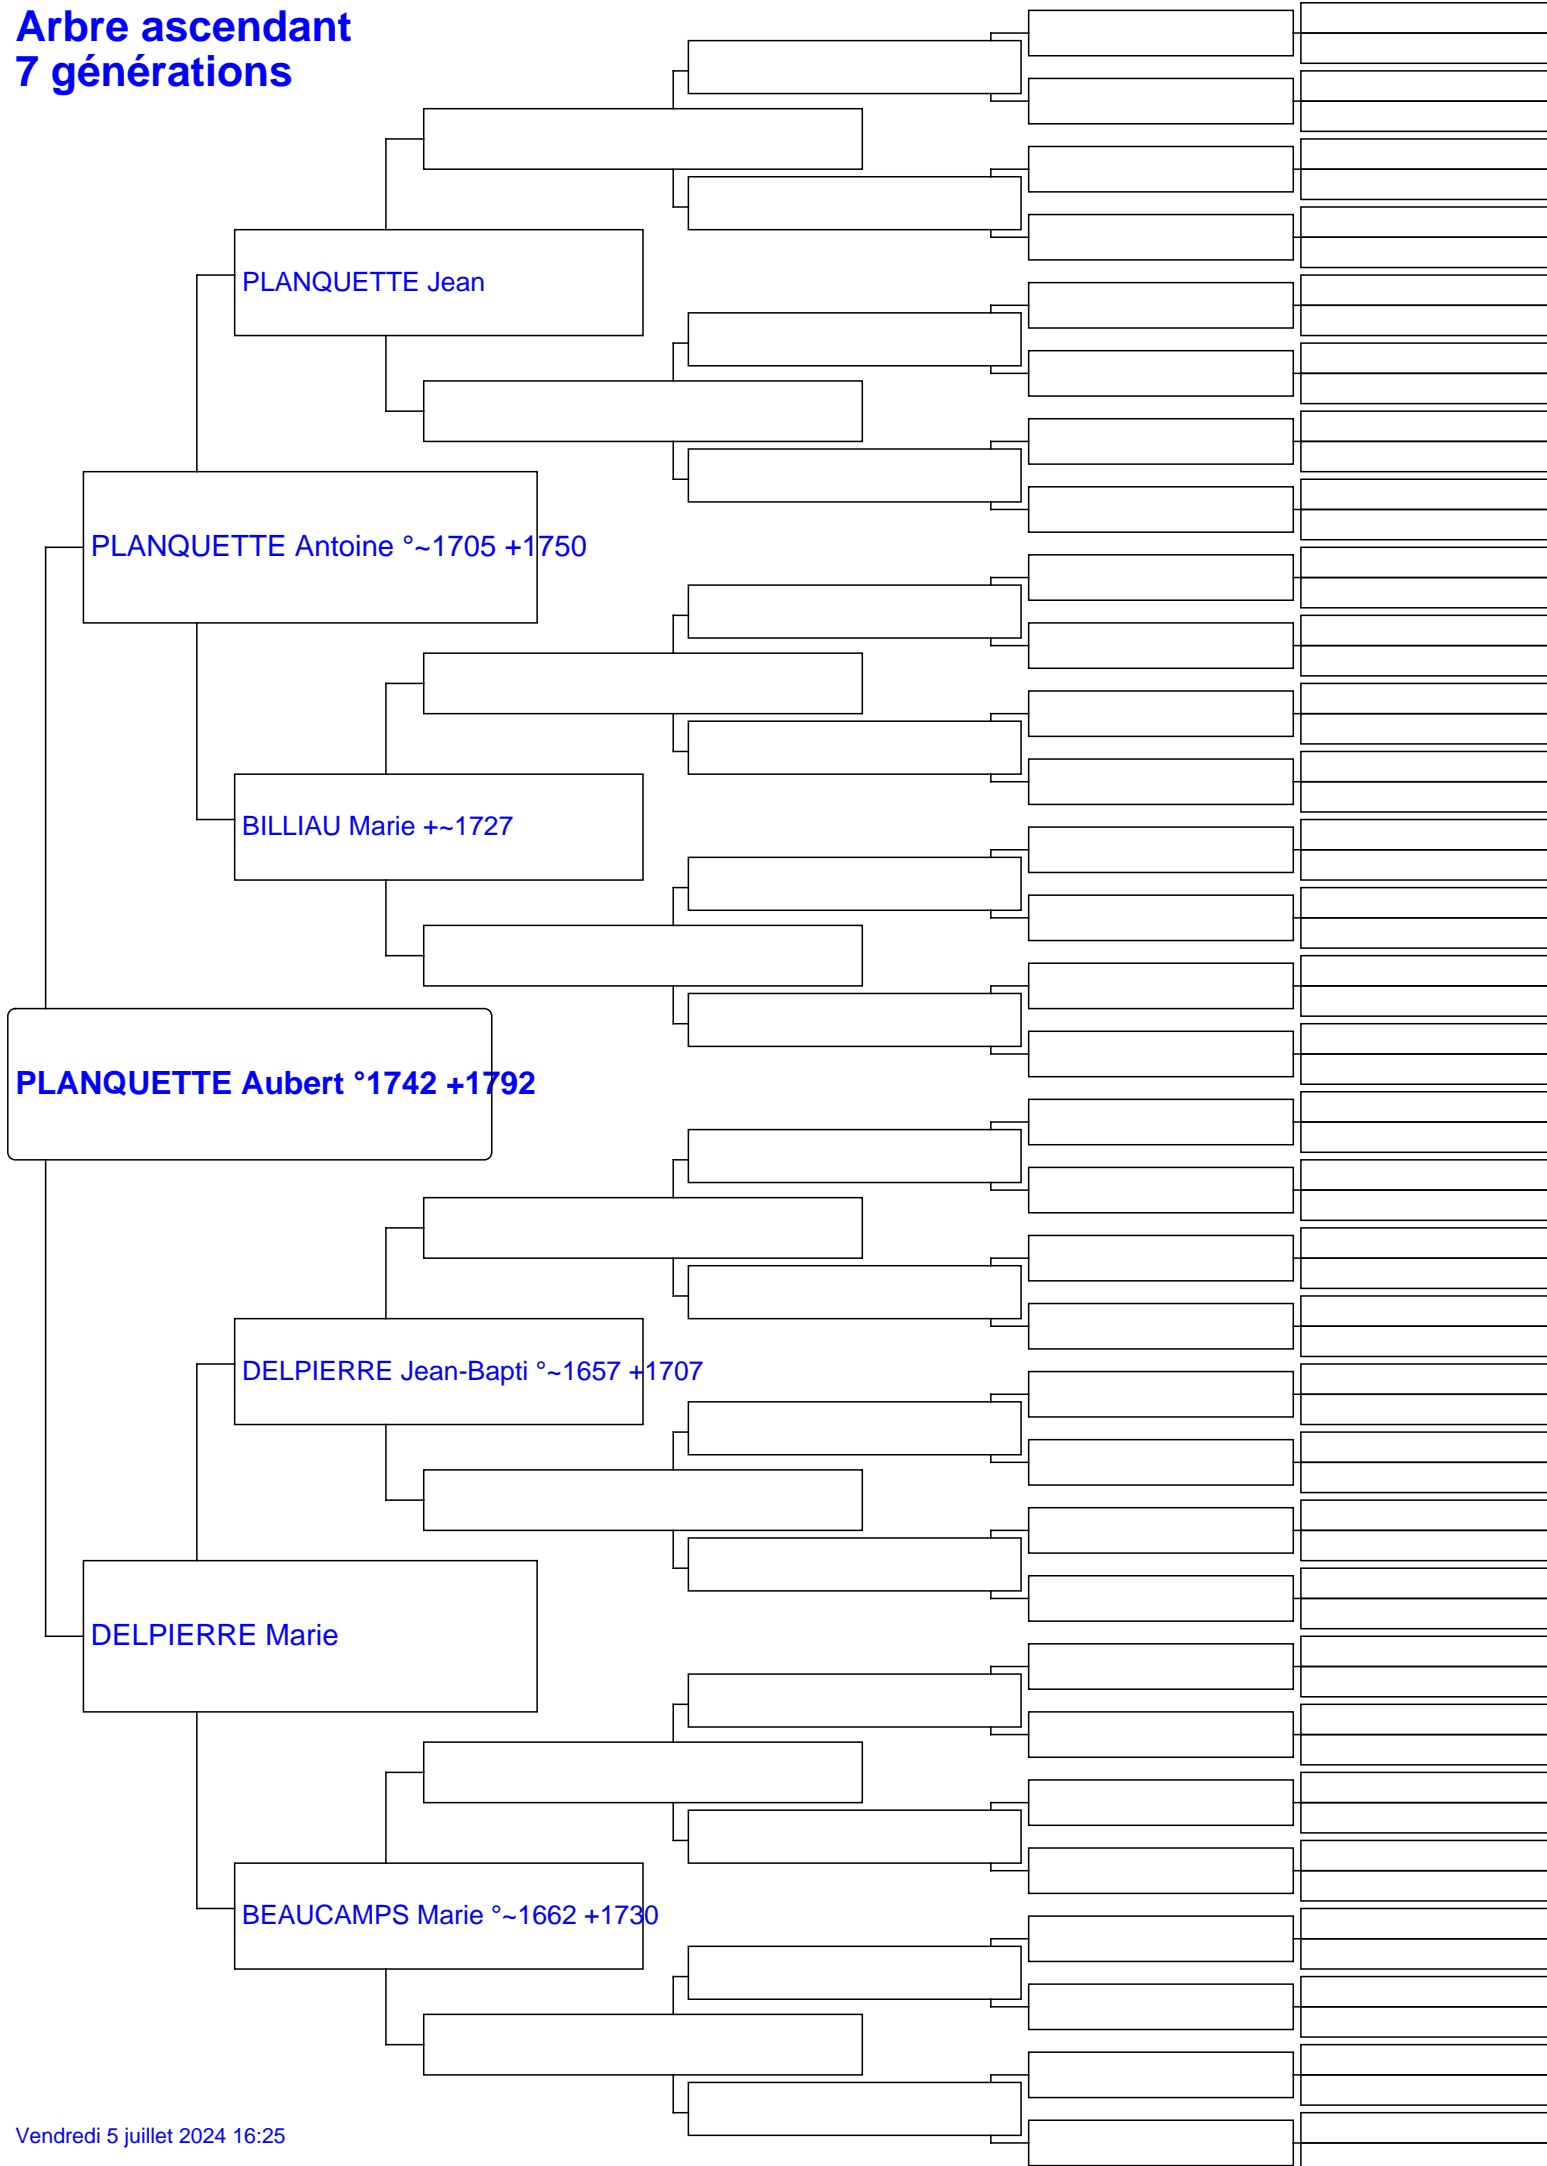 Arbre ascendant
7 générations
PLANQUETTE Jean
PLANQUETTE Antoine °~1705 +1750
BILLIAU Marie +~1727
PLANQUETTE Aubert °1742 +1792
DELPIERRE Jean-Bapti °~1657 +1707
DELPIERRE Marie
BEAUCAMPS Marie °~1662 +1730
Vendredi 5 juillet 2024 16:25